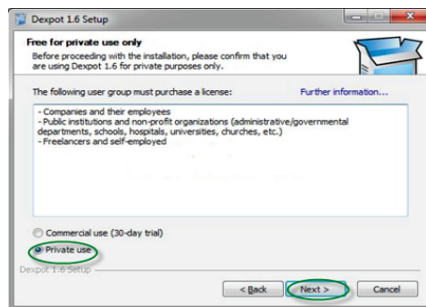 Dexpot 1.6 Setup
Free for private use only
Before proceeding with the installation, please confirm that you
are using Dexpot 1.6 for private purposes only.
The following user group must purchase a license:
Further information...
- Companies and their employees
- Public institutions and non-profit organizations (administrative/governmental
departments, schools, hospitals, universities, churches, etc.)
- Freelancers and self-employed
Commercial use (30-day trial)
Private use
Dexpot 1.6 Setup
< Back
Next >
Cancel